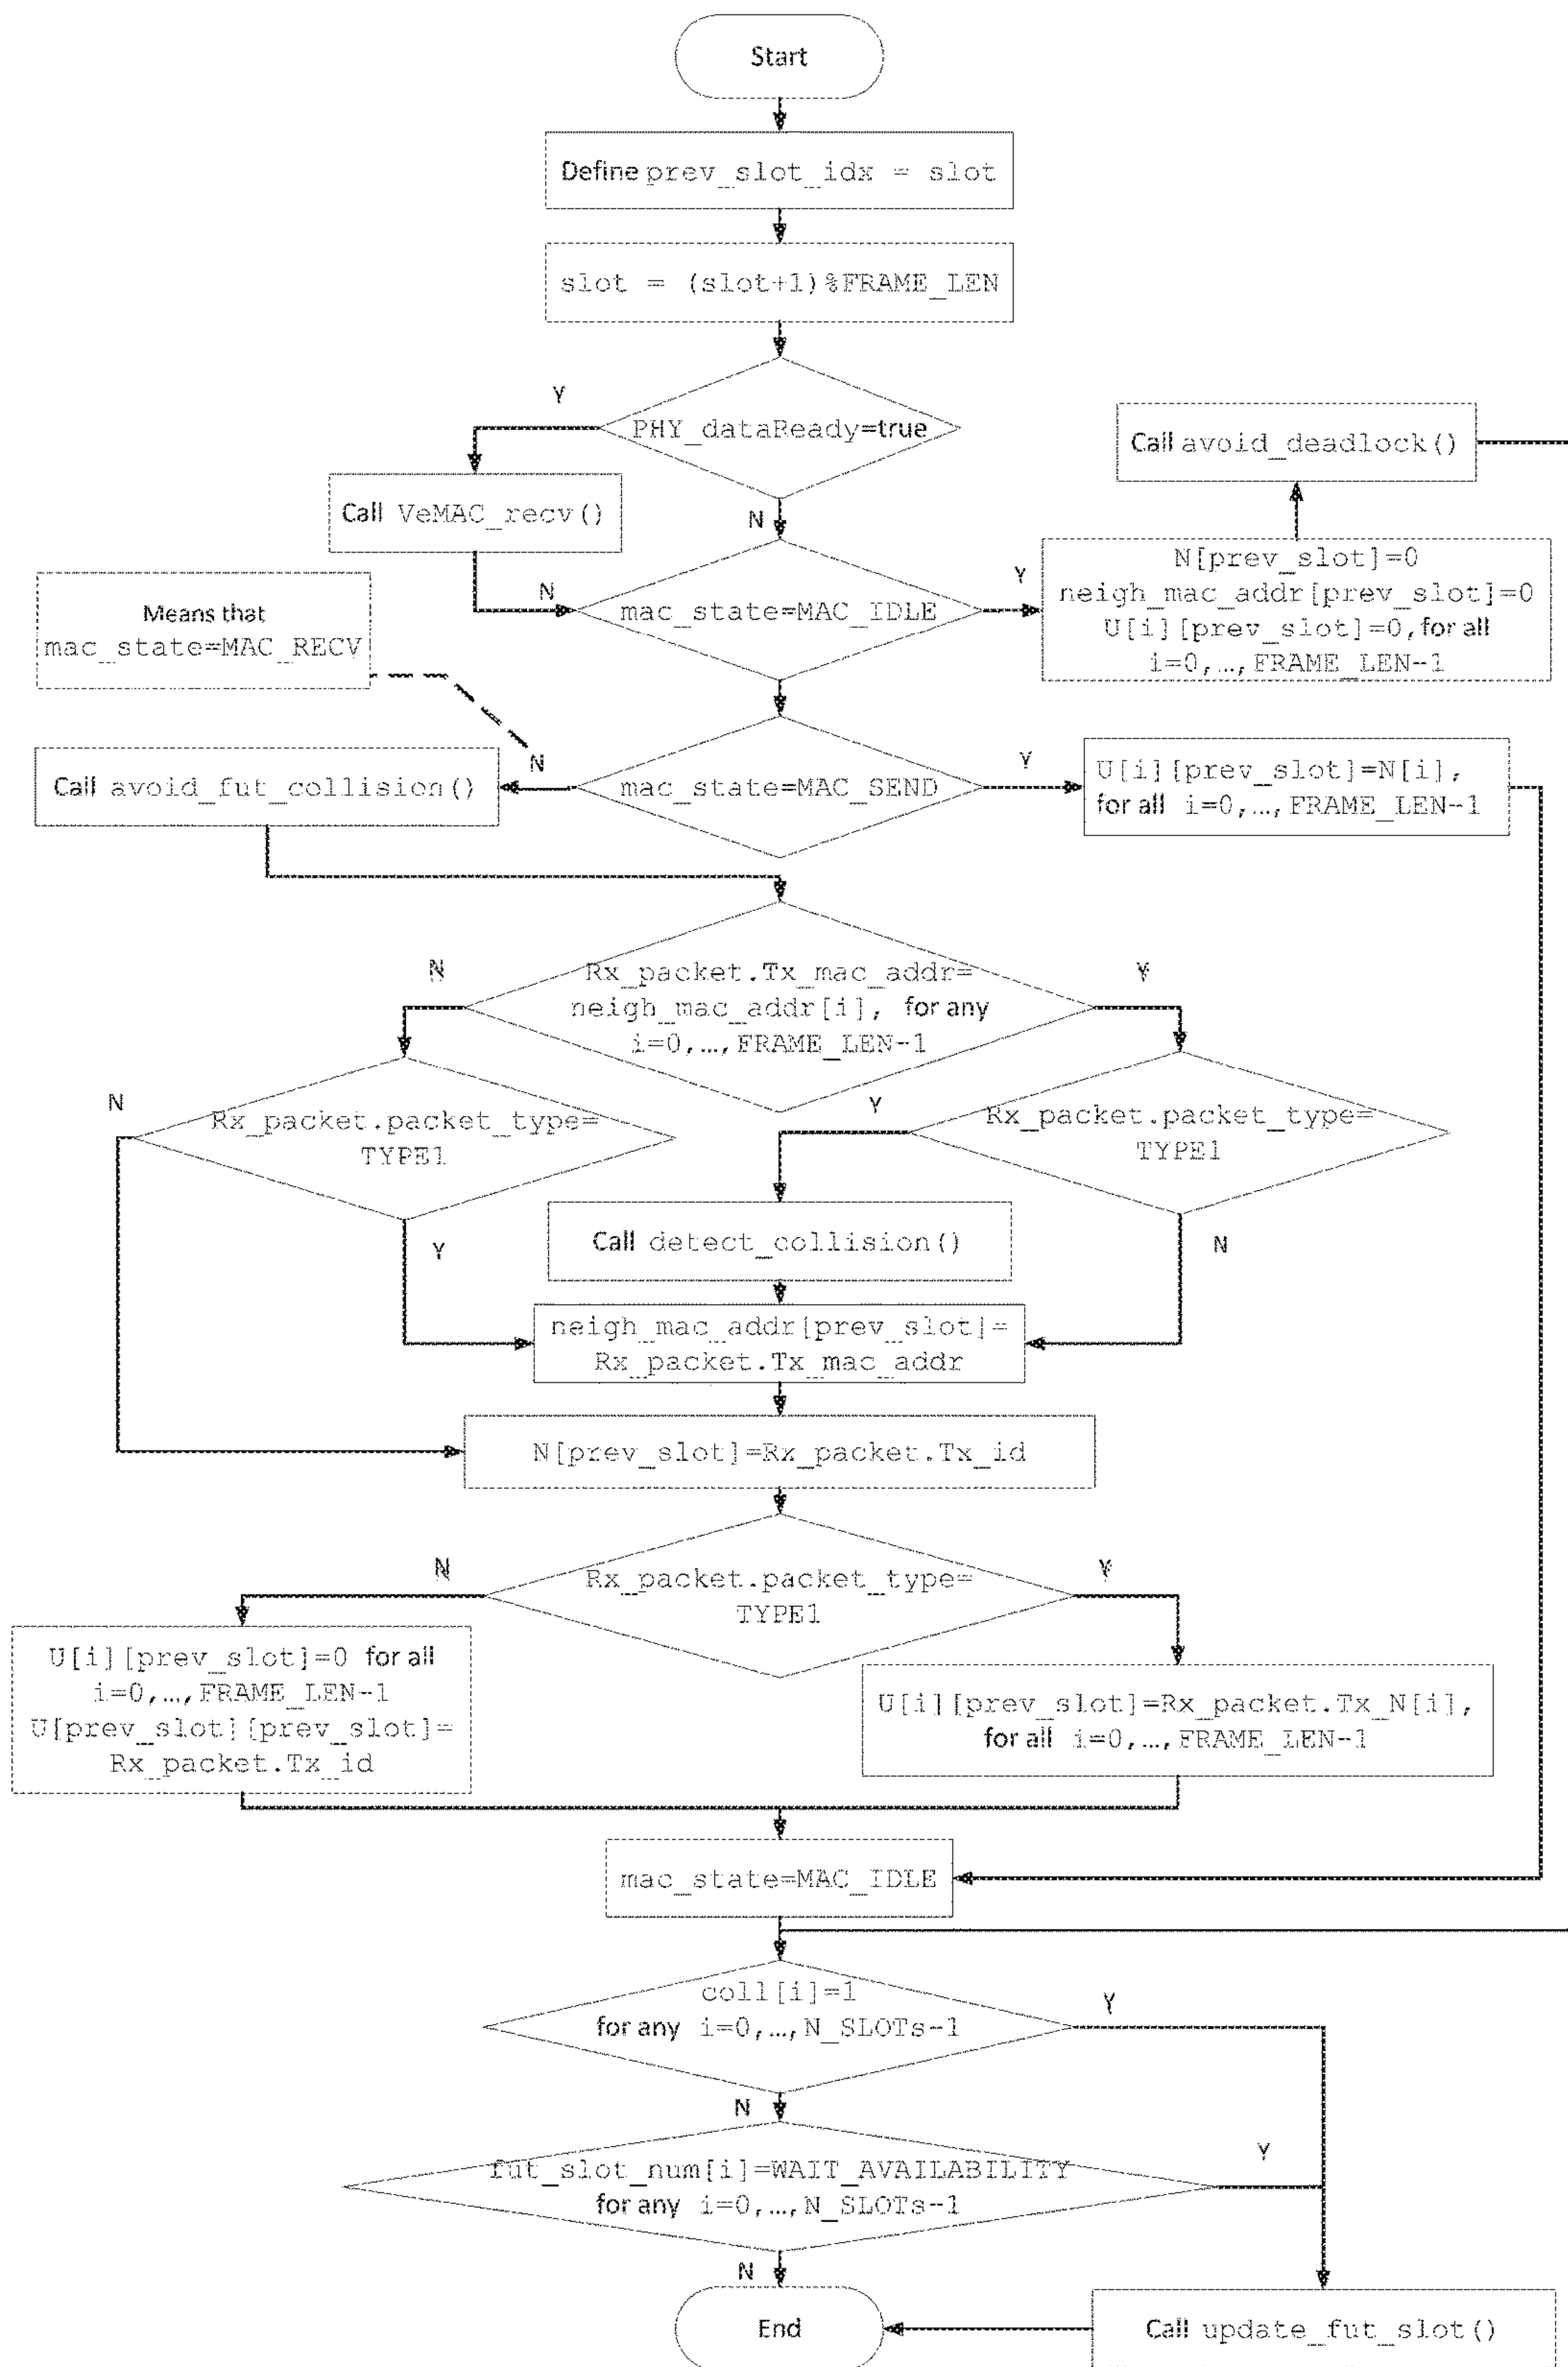 Start
Define prev_slot_idx = slot
slot = (slot+1)%FRAME_LEN
Y
PHY_dataReady=true
Call avoid_deadlock()
Call VeMAC_recv()
N
N[prev_slot]=0
neigh_mac_addr[prev_slot]=0
U[i][prev_slot]=0, for all
i=0,…,FRAME_LEN-1
Means that
mac_state=MAC_RECV
N
mac_state=MAC_IDLE
Y
Call avoid_fut_collision()
N
mac_state=MAC_SEND
Y
U[i][prev_slot]=N[i],
for all i=0,…,FRAME_LEN-1
N
Rx_packet.Tx_mac_addr=
neigh_mac_addr[i], for any
i=0,…,FRAME_LEN-1
Y
N
Rx_packet.packet_type=
TYPE1
Y
Rx_packet.packet_type=
TYPE1
Y
Call detect_collision()
N
neigh_mac_addr[prev_slot]=
Rx_packet.Tx_mac_addr
N[prev_slot]=Rx_packet.Tx_id
N
Rx_packet.packet_type=
TYPE1
Y
U[i][prev_slot]=0 for all
i=0,…,FRAME_LEN-1
U[prev_slot][prev_slot]=
Rx_packet.Tx_id
U[i][prev_slot]=Rx_packet.Tx_N[i],
for all i=0,…,FRAME_LEN-1
mac_state=MAC_IDLE
coll[i]=1
for any i=0,…,N_SLOTs-1
Y
N
fut_slot_num[i]=WAIT_AVAILABILITY
for any i=0,…,N_SLOTs-1
Y
N
End
Call update_fut_slot()